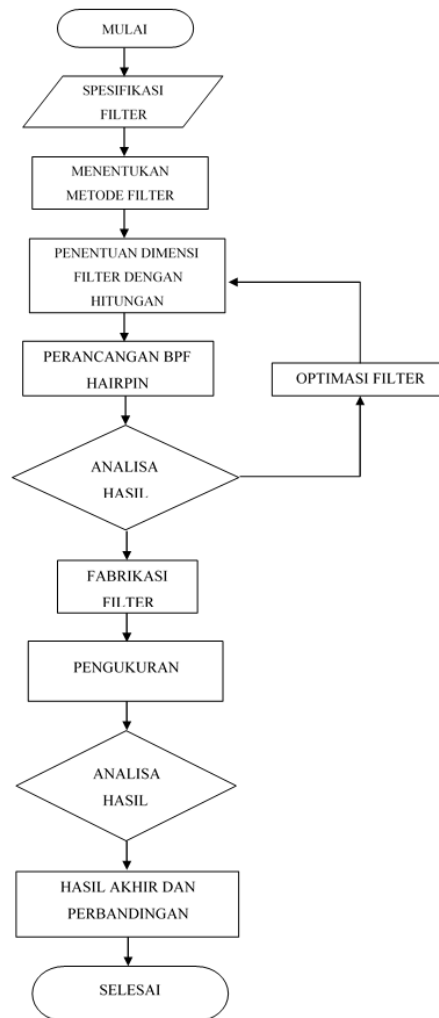 MULAI
SPESIFIKASI
FILTER
MENENTUKAN
METODE FILTER
PENENTUAN DIMENSI
FILTER DENGAN
HITUNGAN
PERANCANGAN BPF
HAIRPIN
OPTIMASI FILTER
ANALISA
HASIL
FABRIKASI
FILTER
PENGUKURAN
ANALISA
HASIL
HASIL AKHIR DAN
PERBANDINGAN
SELESAI